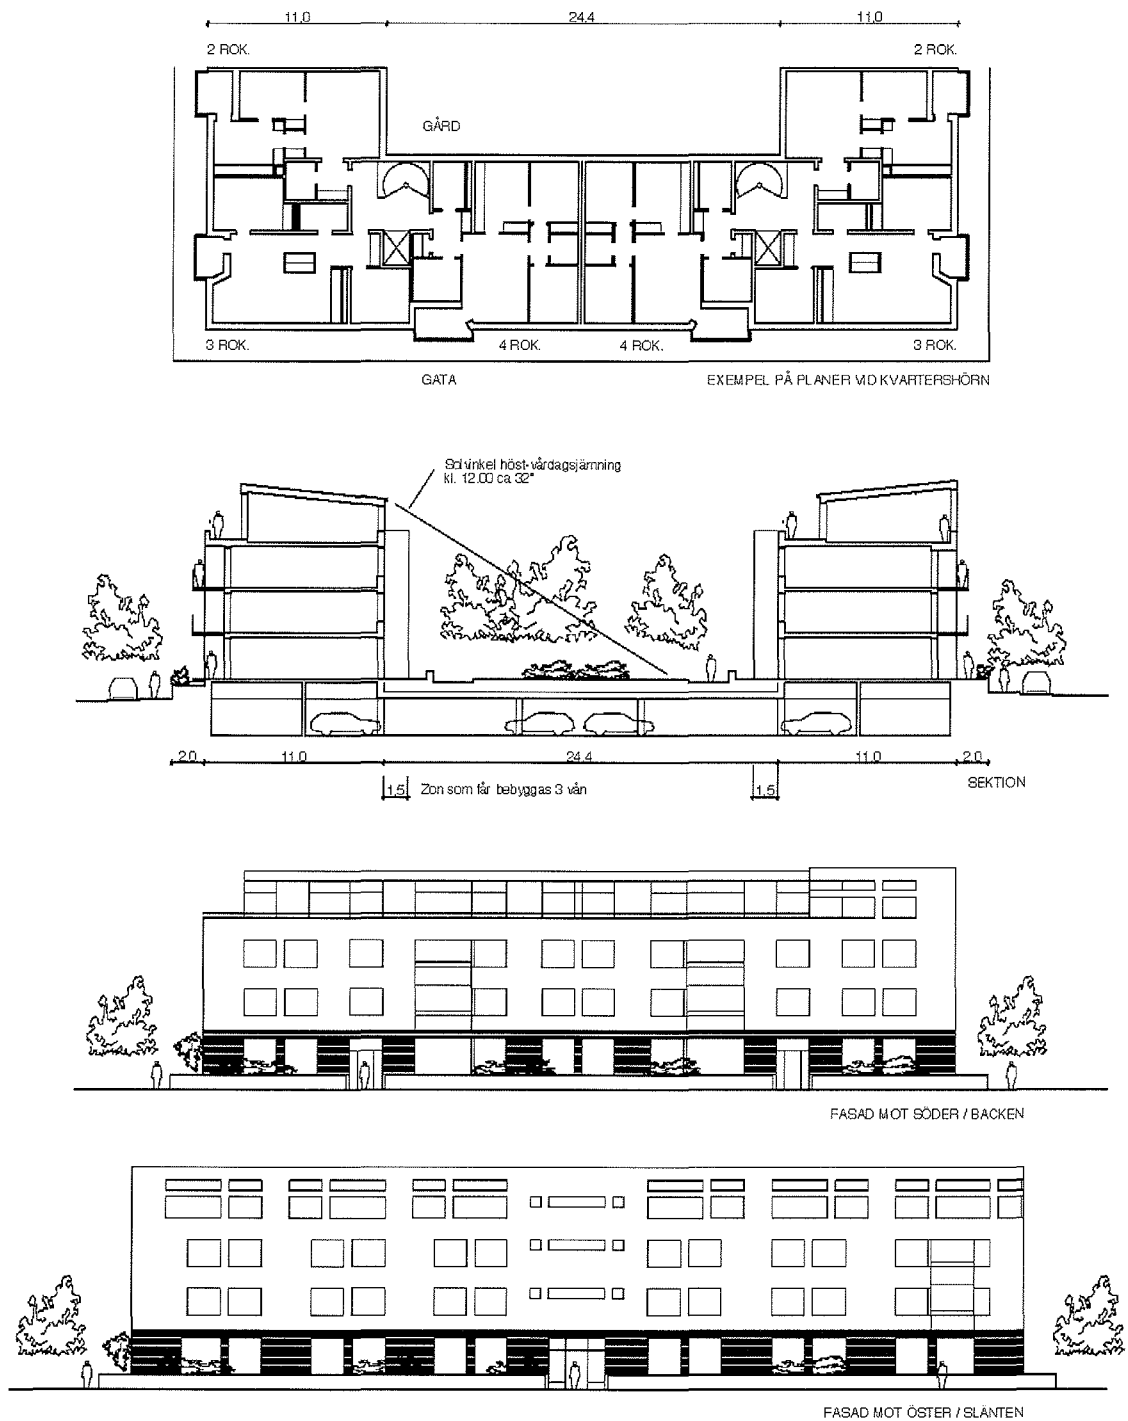 11,0
24,4
11,0
2 ROK.
2 ROK.
GÅRD
3 ROK.
4 ROK.
4 ROK.
3 ROK.
GATA
EXEMPEL PÅ PLANER VID KVARTERSHÖRN
Solvinkel höst-vårdagsjämning
kl. 12.00 ca 32°
2,0
11,0
24,4
11,0
2,0
SEKTION
1,5
Zon som får bebyggas 3 vån
1,5
FASAD MOT SÖDER / BACKEN
FASAD MOT ÖSTER / SLÄNTEN